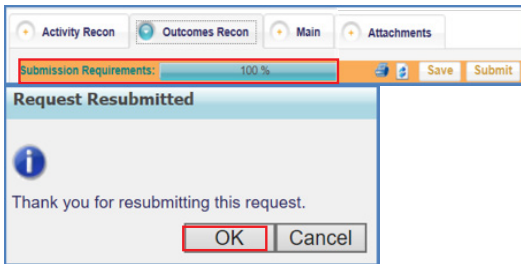 Activity Recon Outcomes Recon Main Attachments
Submission Requirements: 100 % Save Submit
Request Resubmitted
Thank you for resubmitting this request.
OK Cancel